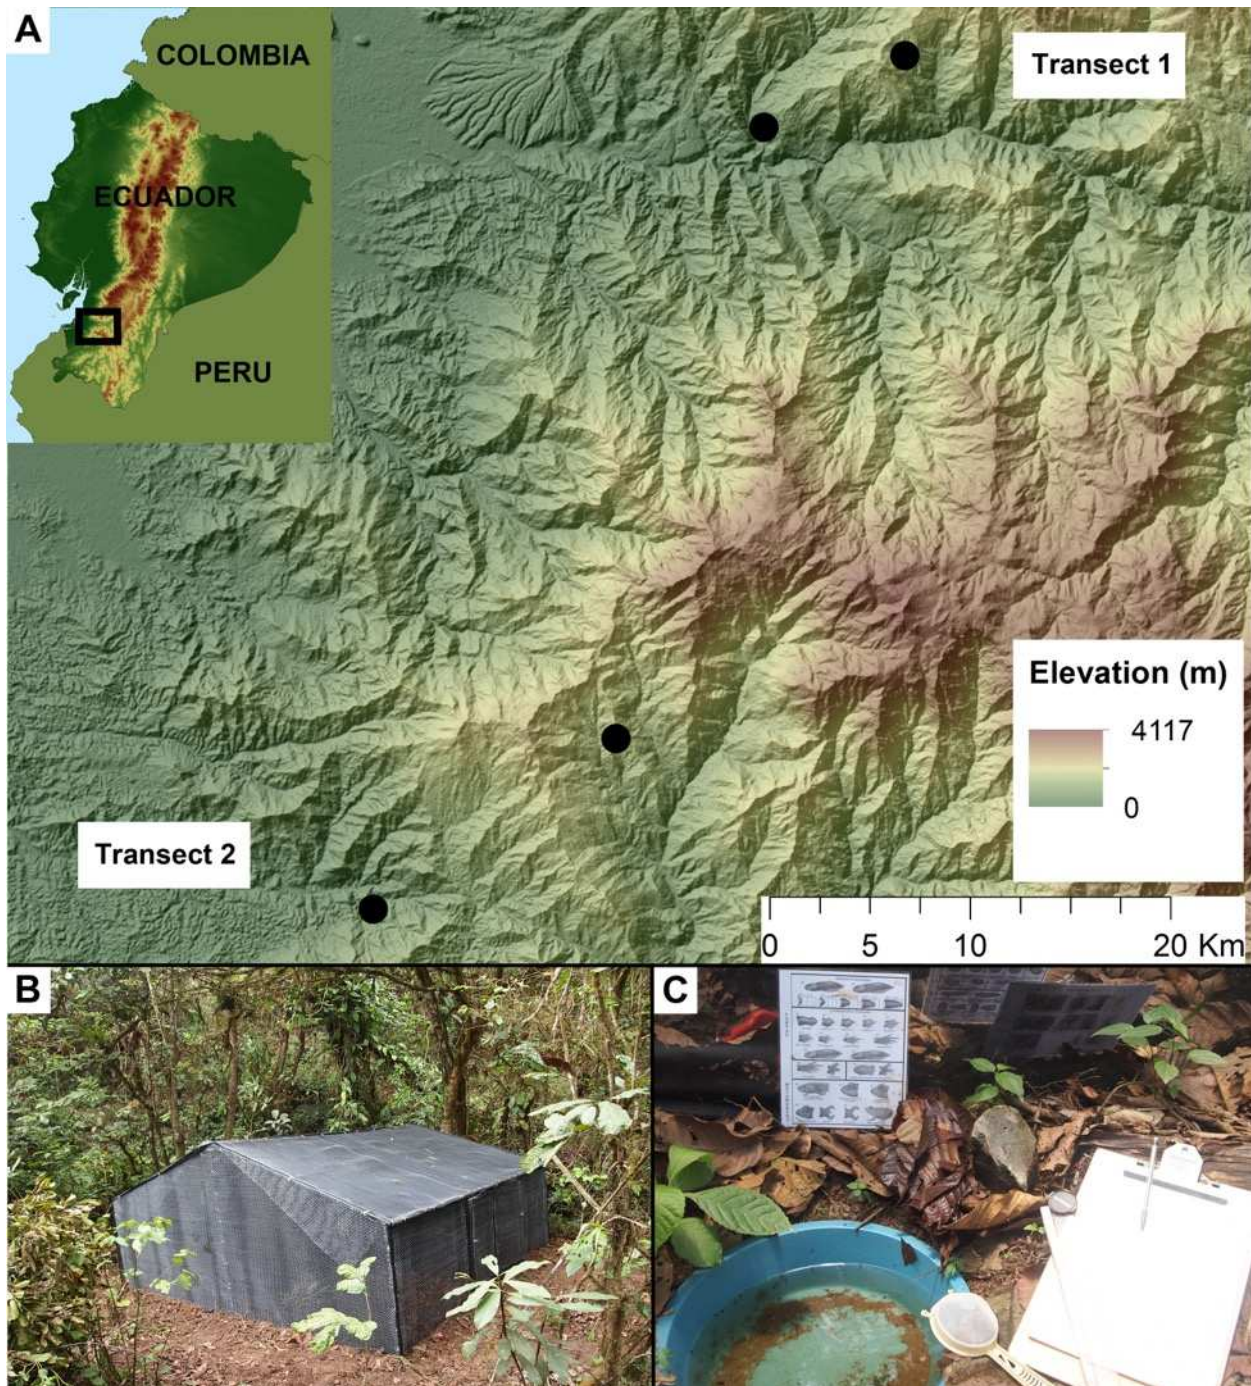 A
COLOMBIA
ECUADOR
PERU
Transect 1
Elevation (m)
4117
0
Transect 2
0 5 10 20 Km
B
C